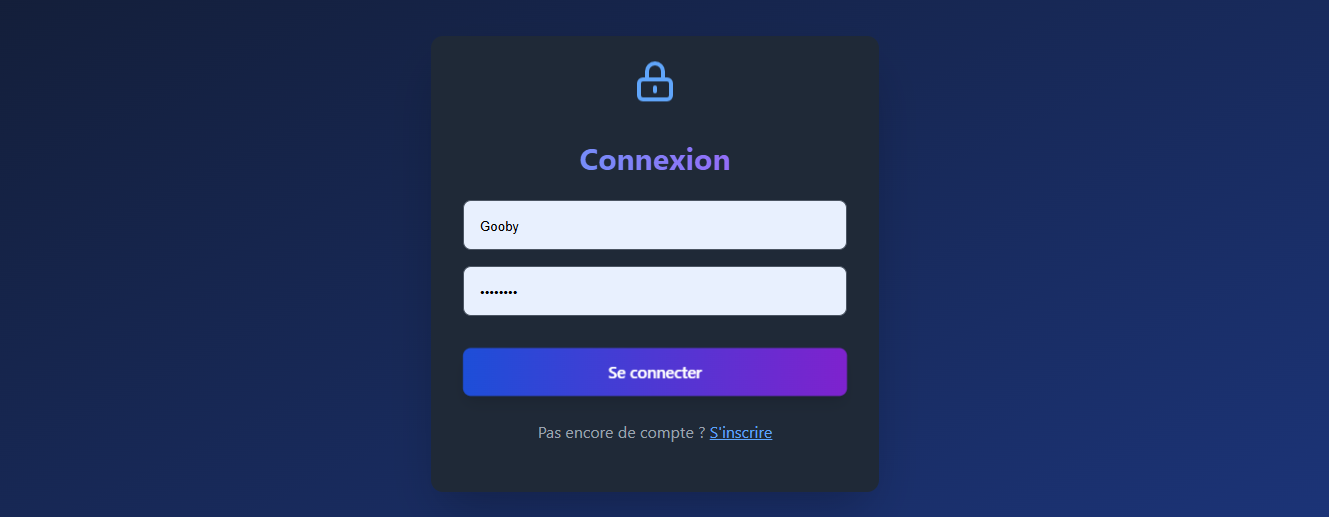 Connexion
Gooby
••••••••
Se connecter
Pas encore de compte ? S'inscrire